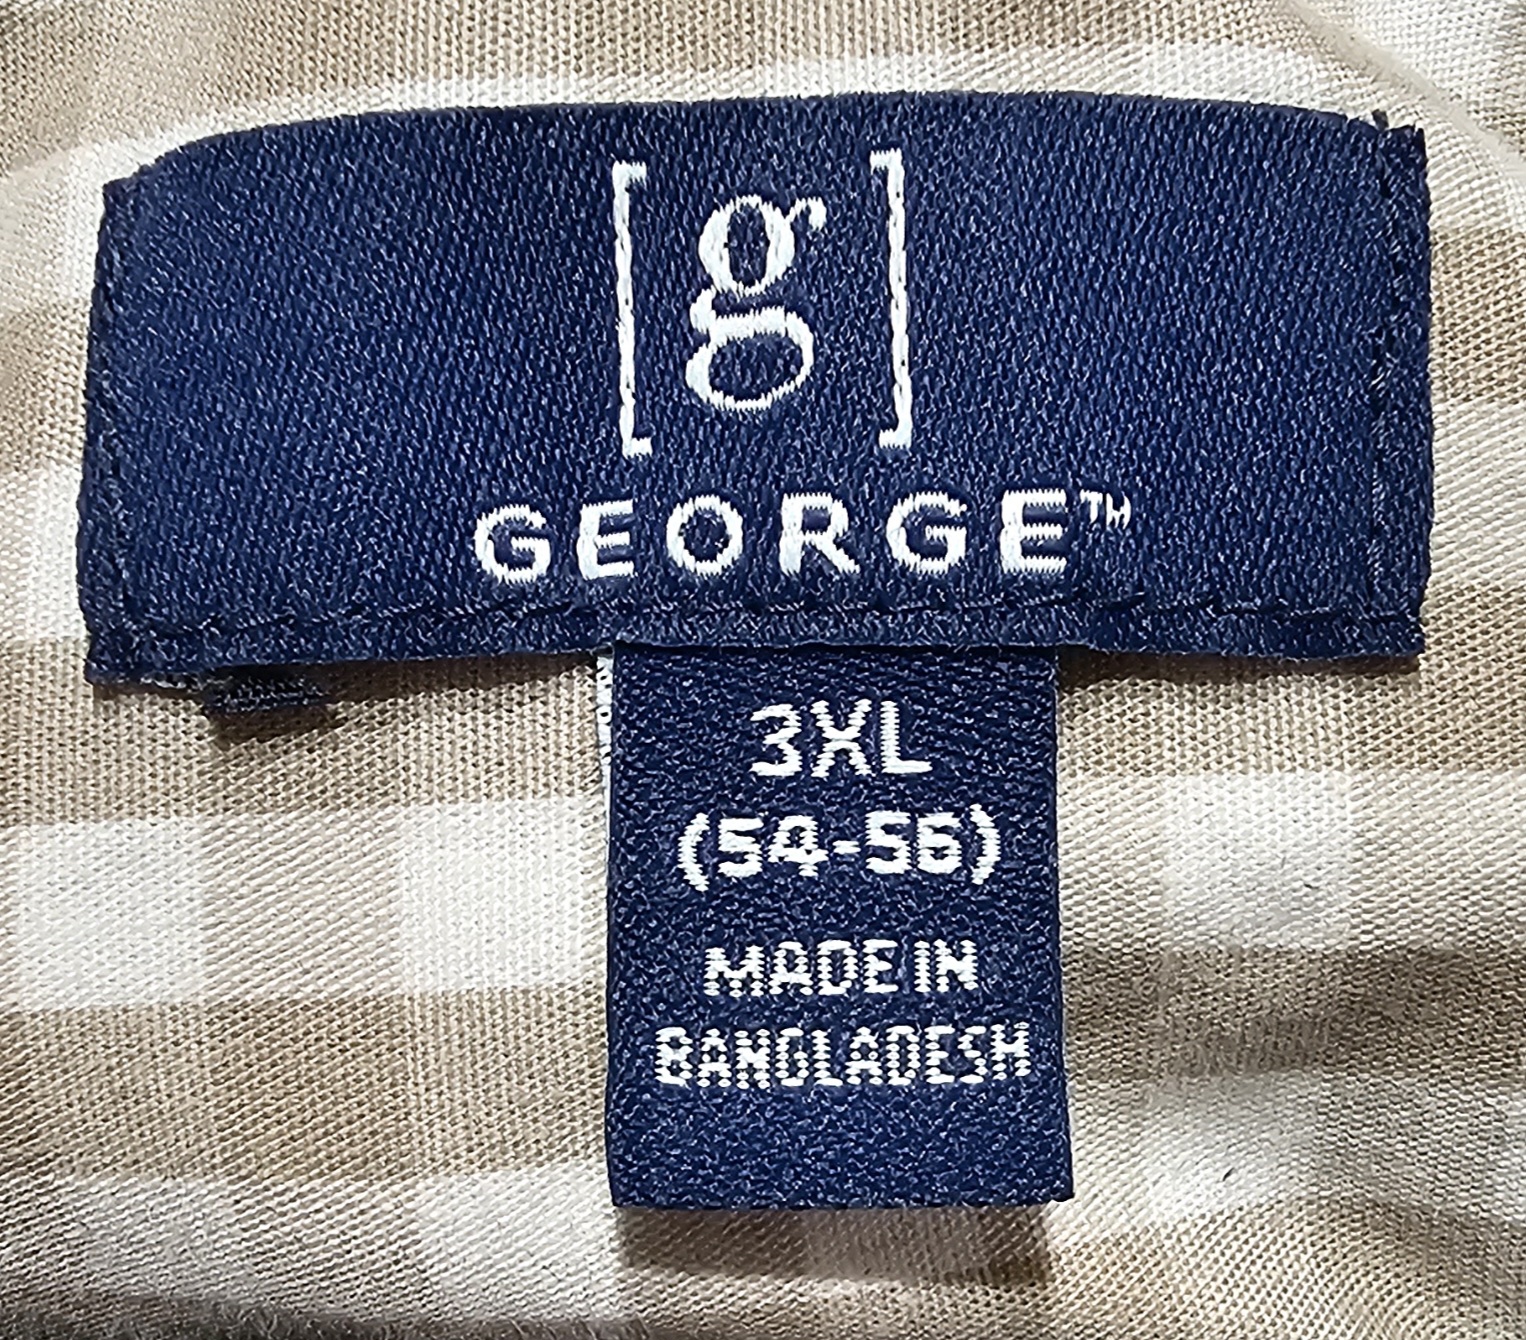 [g]
GEORGE™
3XL
(54-56)
MADE IN
BANGLADESH